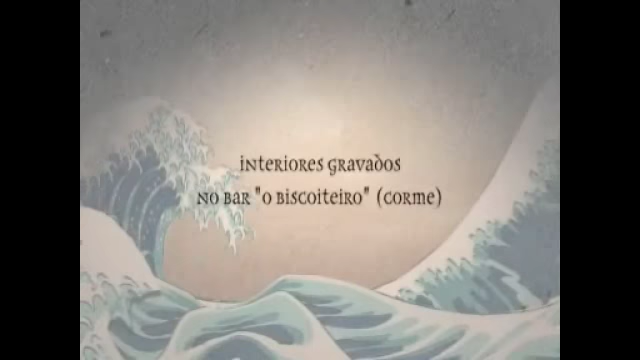 interiores gravados
no bar "o biscoiteiro" (corme)